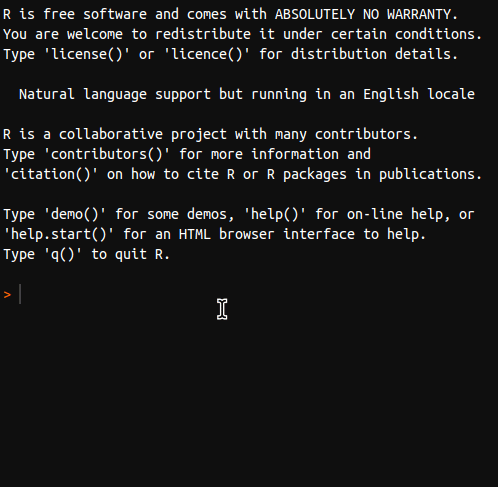 R is free software and comes with ABSOLUTELY NO WARRANTY.
You are welcome to redistribute it under certain conditions.
Type 'license()' or 'licence()' for distribution details.
Natural language support but running in an English locale
R is a collaborative project with many contributors.
Type 'contributors()' for more information and
'citation()' on how to cite R or R packages in publications.
Type 'demo()' for some demos, 'help()' for on-line help, or
'help.start()' for an HTML browser interface to help.
Type 'q()' to quit R.
>